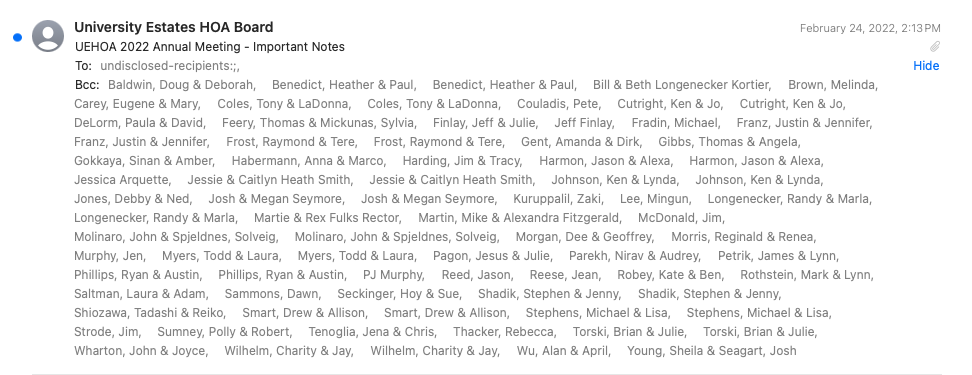 University Estates HOA Board
February 24, 2022, 2:13 PM
UEHOA 2022 Annual Meeting - Important Notes
To: undisclosed-recipients:;,
Hide
Bcc: Baldwin, Doug & Deborah, Benedict, Heather & Paul, Benedict, Heather & Paul, Bill & Beth Longenecker Kortier, Brown, Melinda,
Carey, Eugene & Mary, Coles, Tony & LaDonna, Coles, Tony & LaDonna, Couladis, Pete, Cutright, Ken & Jo, Cutright, Ken & Jo,
DeLorm, Paula & David, Feery, Thomas & Mickunas, Sylvia, Finlay, Jeff & Julie, Jeff Finlay, Fradin, Michael, Franz, Justin & Jennifer,
Franz, Justin & Jennifer, Frost, Raymond & Tere, Frost, Raymond & Tere, Gent, Amanda & Dirk, Gibbs, Thomas & Angela,
Gokkaya, Sinan & Amber, Habermann, Anna & Marco, Harding, Jim & Tracy, Harmon, Jason & Alexa, Harmon, Jason & Alexa,
Jessica Arquette, Jessie & Caitlyn Heath Smith, Jessie & Caitlyn Heath Smith, Johnson, Ken & Lynda, Johnson, Ken & Lynda,
Jones, Debby & Ned, Josh & Megan Seymore, Josh & Megan Seymore, Kuruppalil, Zaki, Lee, Mingun, Longenecker, Randy & Marla,
Longenecker, Randy & Marla, Martie & Rex Fulks Rector, Martin, Mike & Alexandra Fitzgerald, McDonald, Jim,
Molinaro, John & Spjeldnes, Solveig, Molinaro, John & Spjeldnes, Solveig, Morgan, Dee & Geoffrey, Morris, Reginald & Renea,
Murphy, Jen, Myers, Todd & Laura, Myers, Todd & Laura, Pagon, Jesus & Julie, Parekh, Nirav & Audrey, Petrik, James & Lynn,
Phillips, Ryan & Austin, Phillips, Ryan & Austin, PJ Murphy, Reed, Jason, Reese, Jean, Robey, Kate & Ben, Rothstein, Mark & Lynn,
Saltman, Laura & Adam, Sammons, Dawn, Seckinger, Hoy & Sue, Shadik, Stephen & Jenny, Shadik, Stephen & Jenny,
Shiozawa, Tadashi & Reiko, Smart, Drew & Allison, Smart, Drew & Allison, Stephens, Michael & Lisa, Stephens, Michael & Lisa,
Strode, Jim, Sumney, Polly & Robert, Tenoglia, Jena & Chris, Thacker, Rebecca, Torski, Brian & Julie, Torski, Brian & Julie,
Wharton, John & Joyce, Wilhelm, Charity & Jay, Wilhelm, Charity & Jay, Wu, Alan & April, Young, Sheila & Seagart, Josh